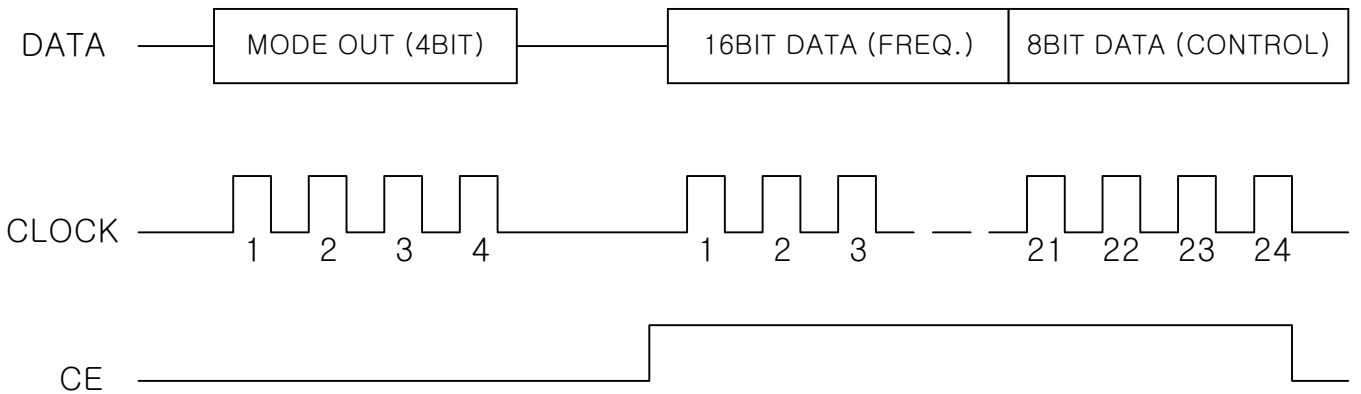 DATA MODE OUT (4BIT) 16BIT DATA (FREQ.) 8BIT DATA (CONTROL)
CLOCK
1 2 3 4 1 2 3 21 22 23 24
CE